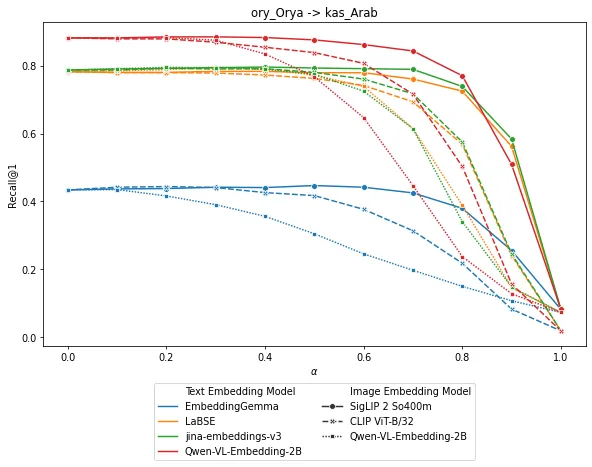 ory_Orya -> kas_Arab
Recall@1
0.8
0.6
0.4
0.2
0.0
0.0 0.2 0.4 0.6 0.8 1.0
α
Text Embedding Model Image Embedding Model
EmbeddingGemma SigLIP 2 So400m
LaBSE CLIP ViT-B/32
jina-embeddings-v3 Qwen-VL-Embedding-2B
Qwen-VL-Embedding-2B